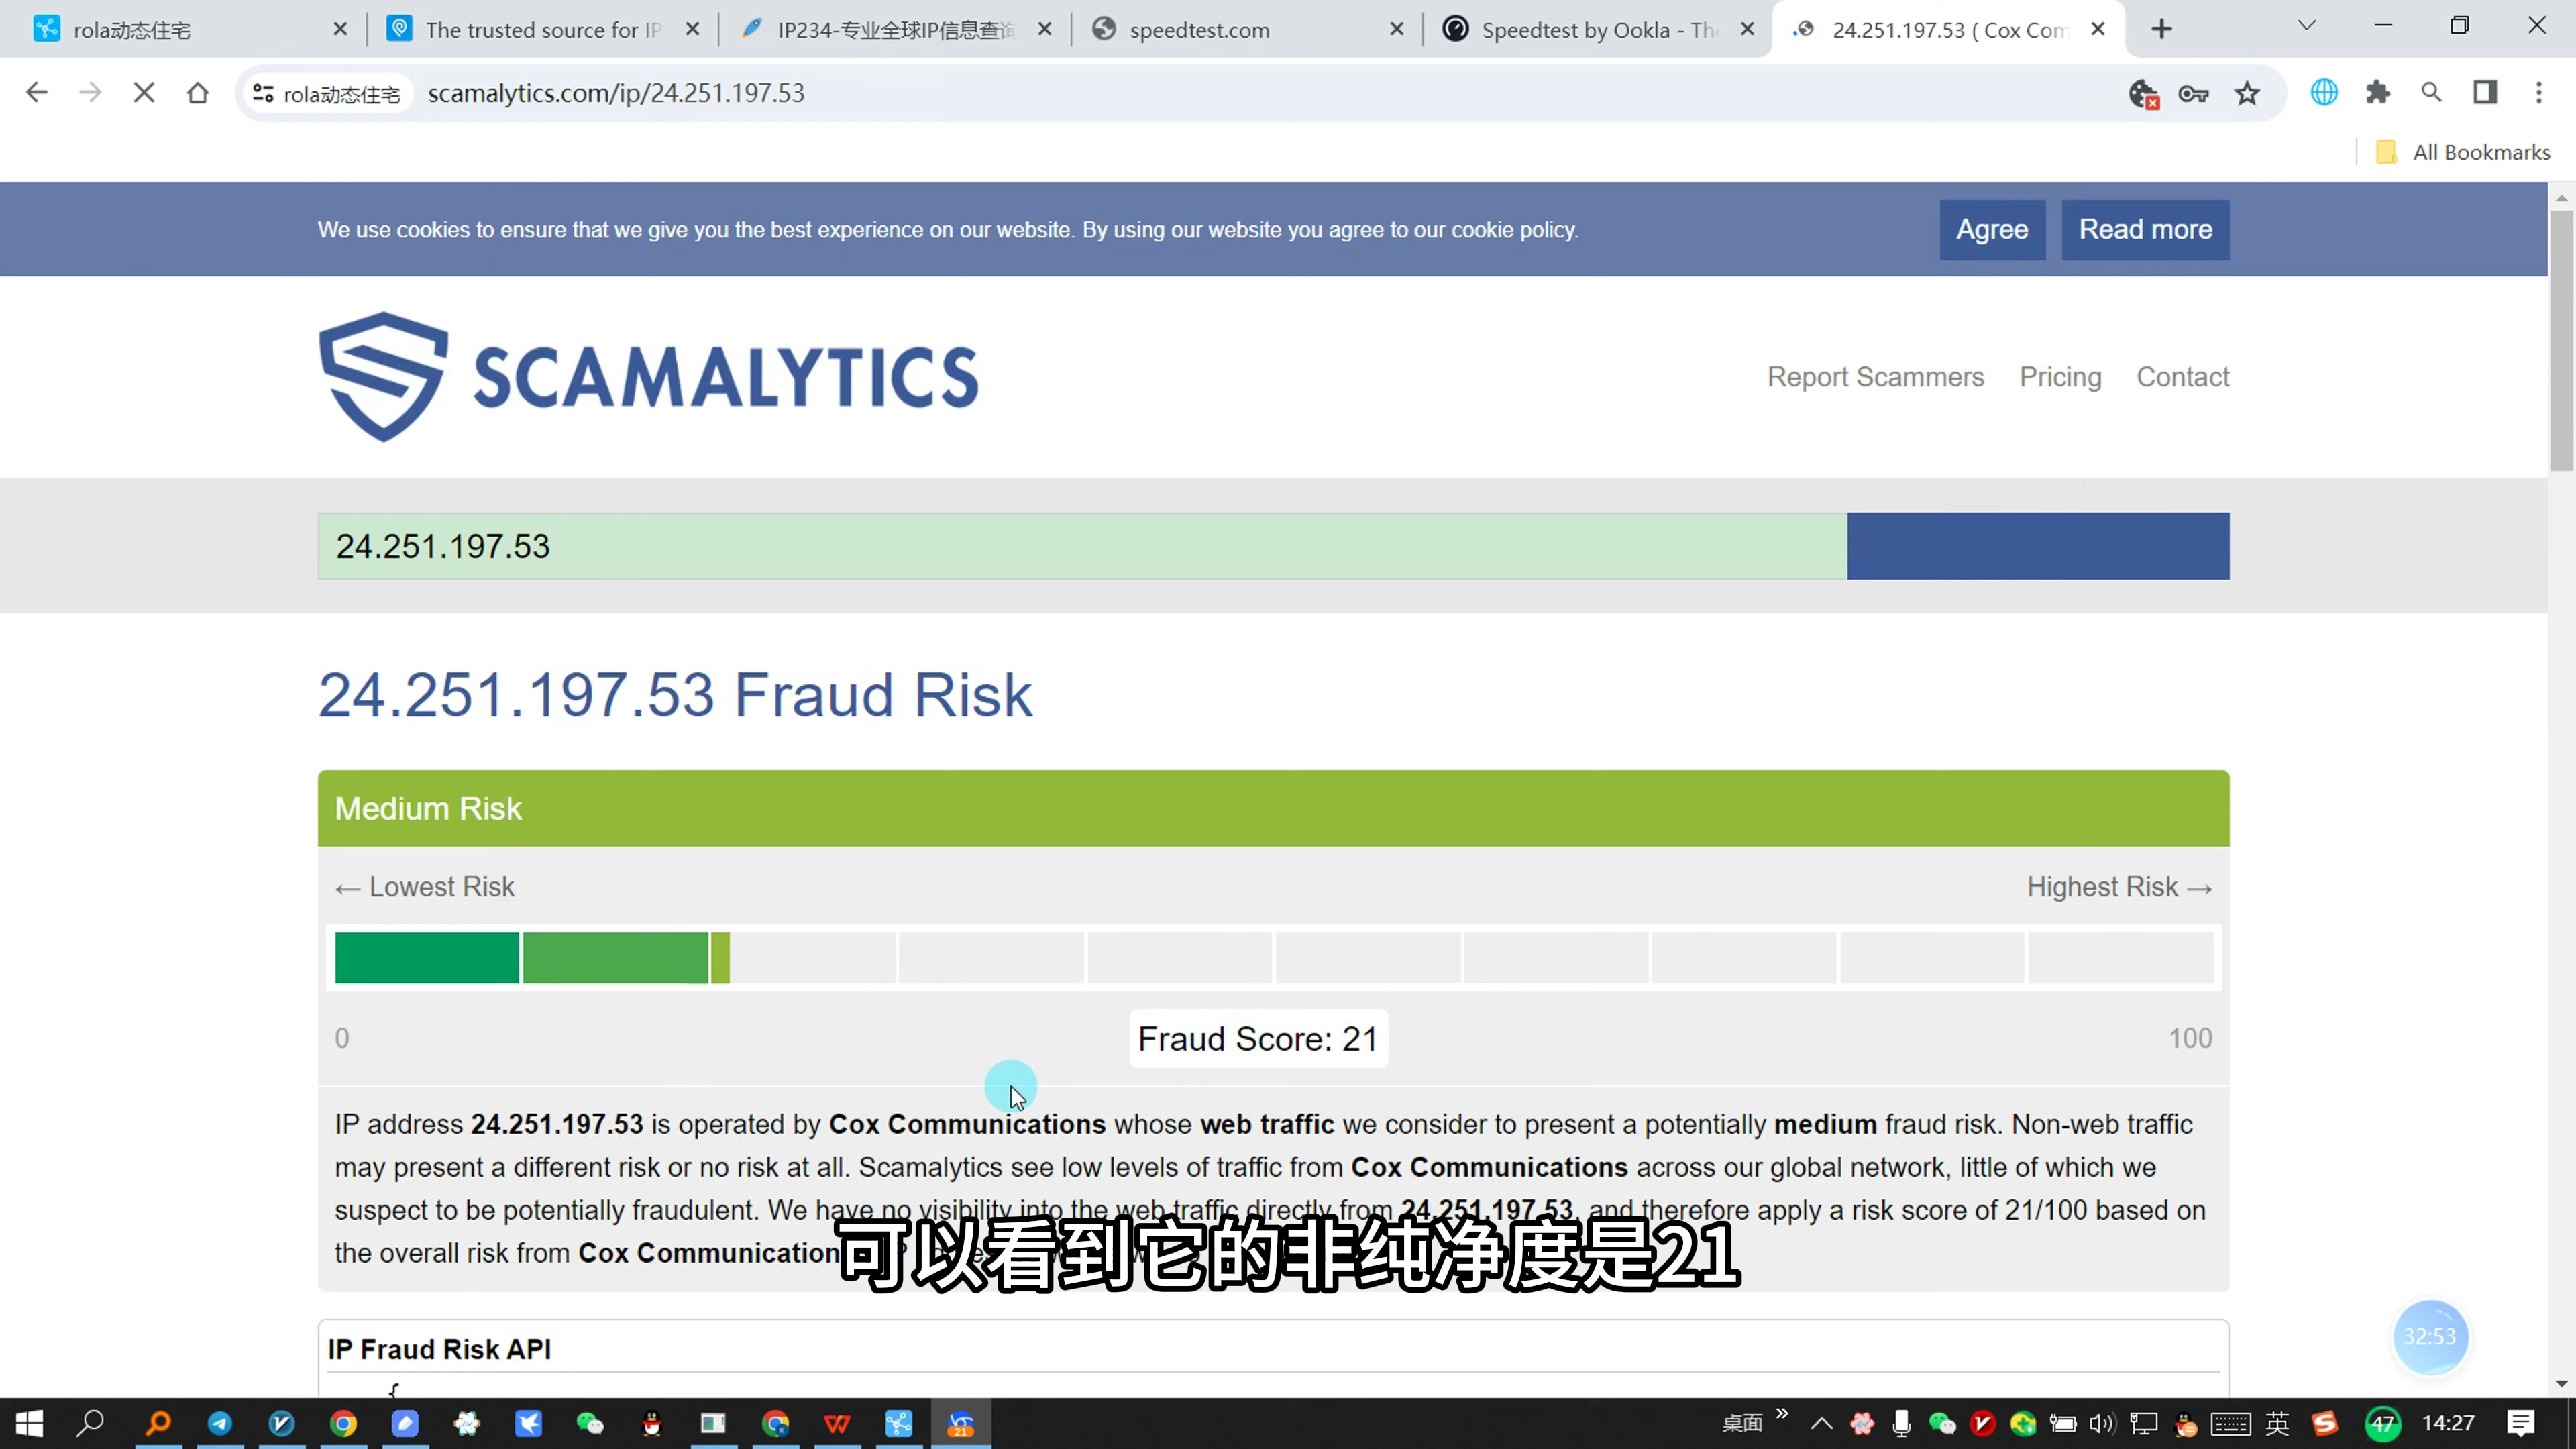 rola动态住宅
The trusted source for IP
IP234-专业全球IP信息查询
speedtest.com
Speedtest by Ookla - The
24.251.197.53 ( Cox Com
rola动态住宅
scamalytics.com/ip/24.251.197.53
All Bookmarks
We use cookies to ensure that we give you the best experience on our website. By using our website you agree to our cookie policy.
Agree
Read more
SCAMALYTICS
Report Scammers
Pricing
Contact
24.251.197.53
24.251.197.53 Fraud Risk
Medium Risk
← Lowest Risk
Highest Risk →
0
Fraud Score: 21
100
IP address 24.251.197.53 is operated by Cox Communications whose web traffic we consider to present a potentially medium fraud risk. Non-web traffic
may present a different risk or no risk at all. Scamalytics see low levels of traffic from Cox Communications across our global network, little of which we
suspect to be potentially fraudulent. We have no visibility into the web traffic directly from 24.251.197.53, and therefore apply a risk score of 21/100 based on
the overall risk from Cox Communication
可以看到它的非纯净度是21
IP Fraud Risk API
{
32:53
21
桌面
英
47
14:27